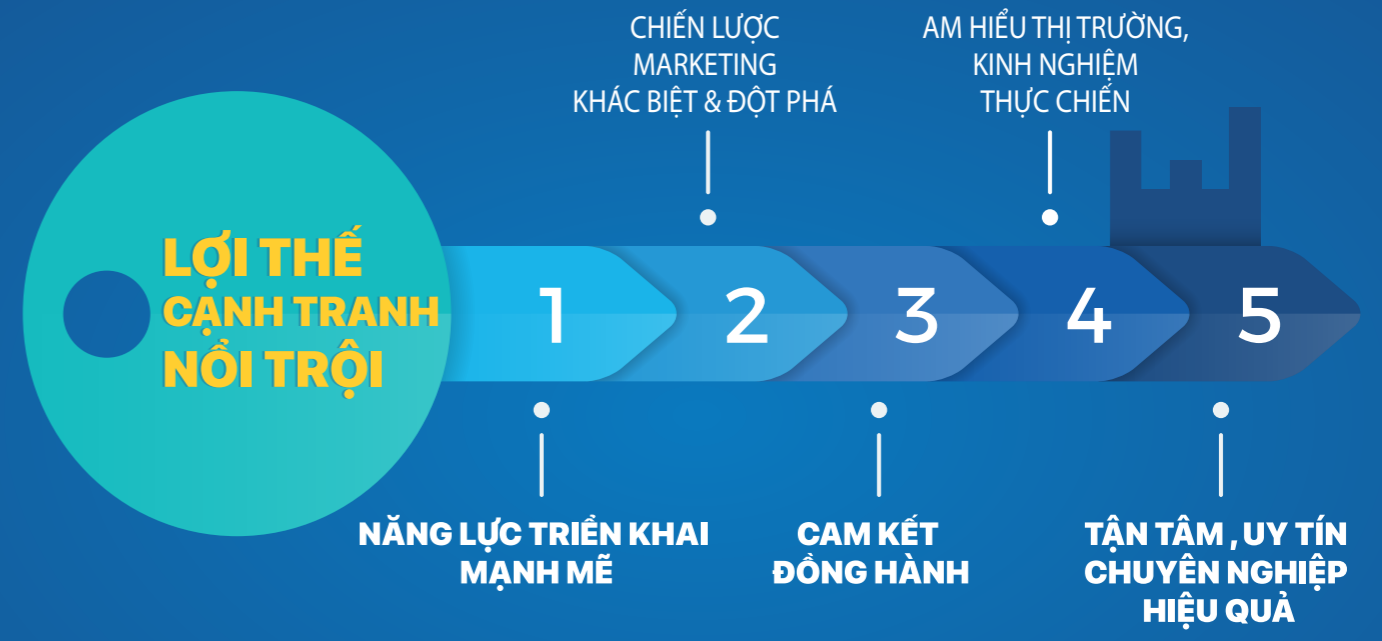 CHIẾN LƯỢC
MARKETING
KHÁC BIỆT & ĐỘT PHÁ
AM HIỂU THỊ TRƯỜNG,
KINH NGHIỆM
THỰC CHIẾN
LỢI THẾ
CẠNH TRANH
NỔI TRỘI
1
2
3
4
5
NĂNG LỰC TRIỂN KHAI
MẠNH MẼ
CAM KẾT
ĐỒNG HÀNH
TẬN TÂM , UY TÍN
CHUYÊN NGHIỆP
HIỆU QUẢ